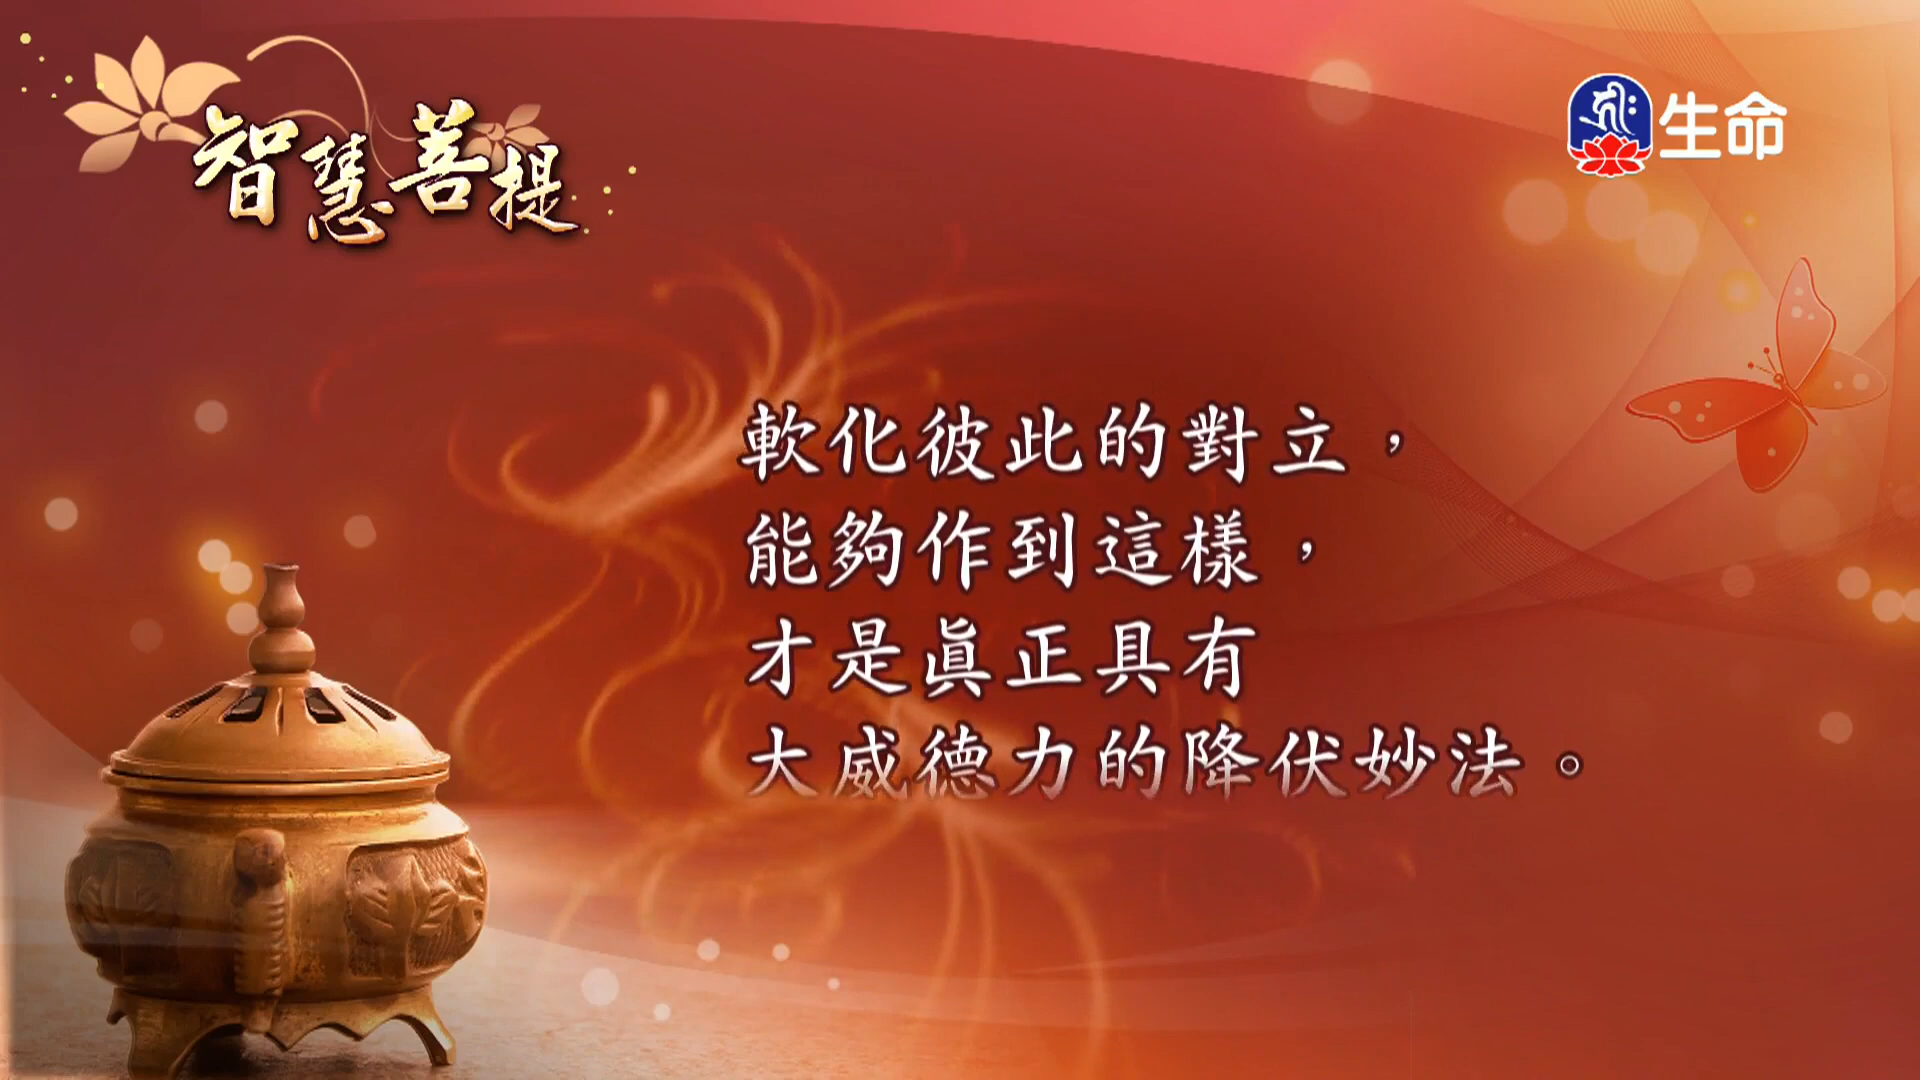 智慧菩提
生命
軟化彼此的對立，
能夠作到這樣，
才是眞正具有
大威德力的降伏妙法。